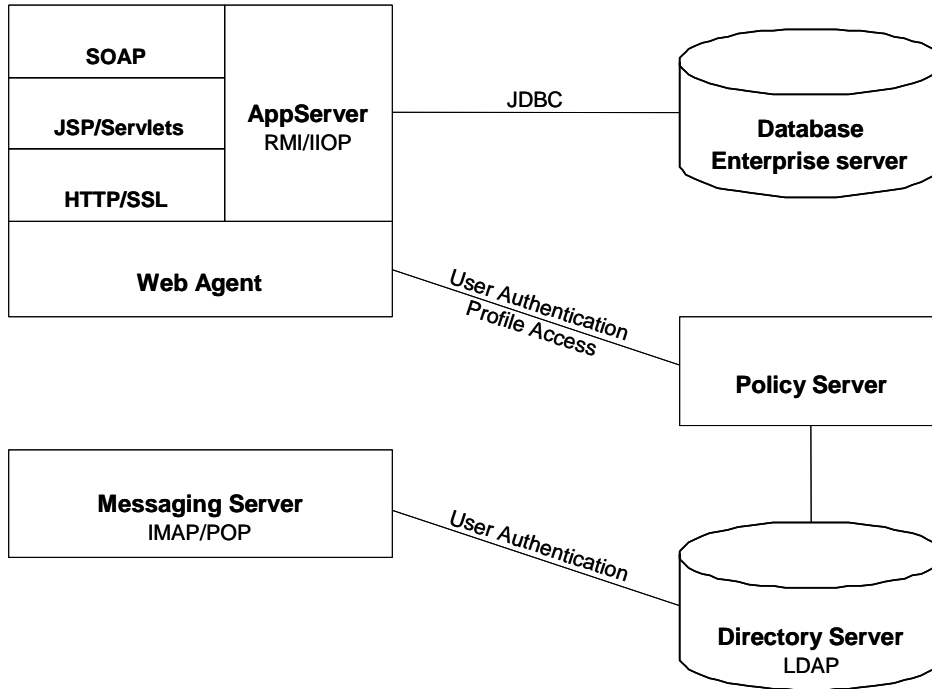 SOAP
JSP/Servlets
HTTP/SSL
AppServer
RMI/IIOP
Web Agent
JDBC
Database
Enterprise server
User Authentication
Profile Access
Policy Server
Messaging Server
IMAP/POP
User Authentication
Directory Server
LDAP